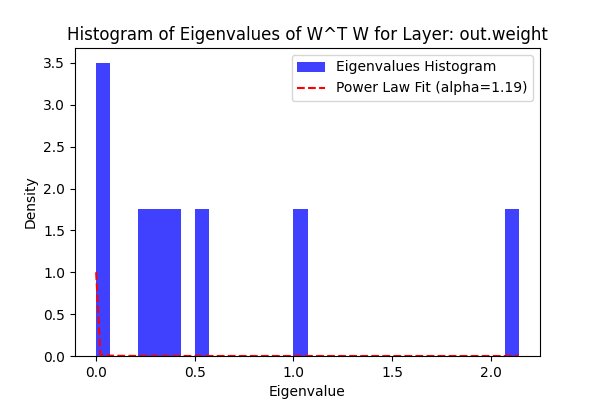 Histogram of Eigenvalues of W^T W for Layer: out.weight
Eigenvalues Histogram
Power Law Fit (alpha=1.19)
3.5
3.0
2.5
2.0
1.5
1.0
0.5
0.0
Density
0.0 0.5 1.0 1.5 2.0
Eigenvalue